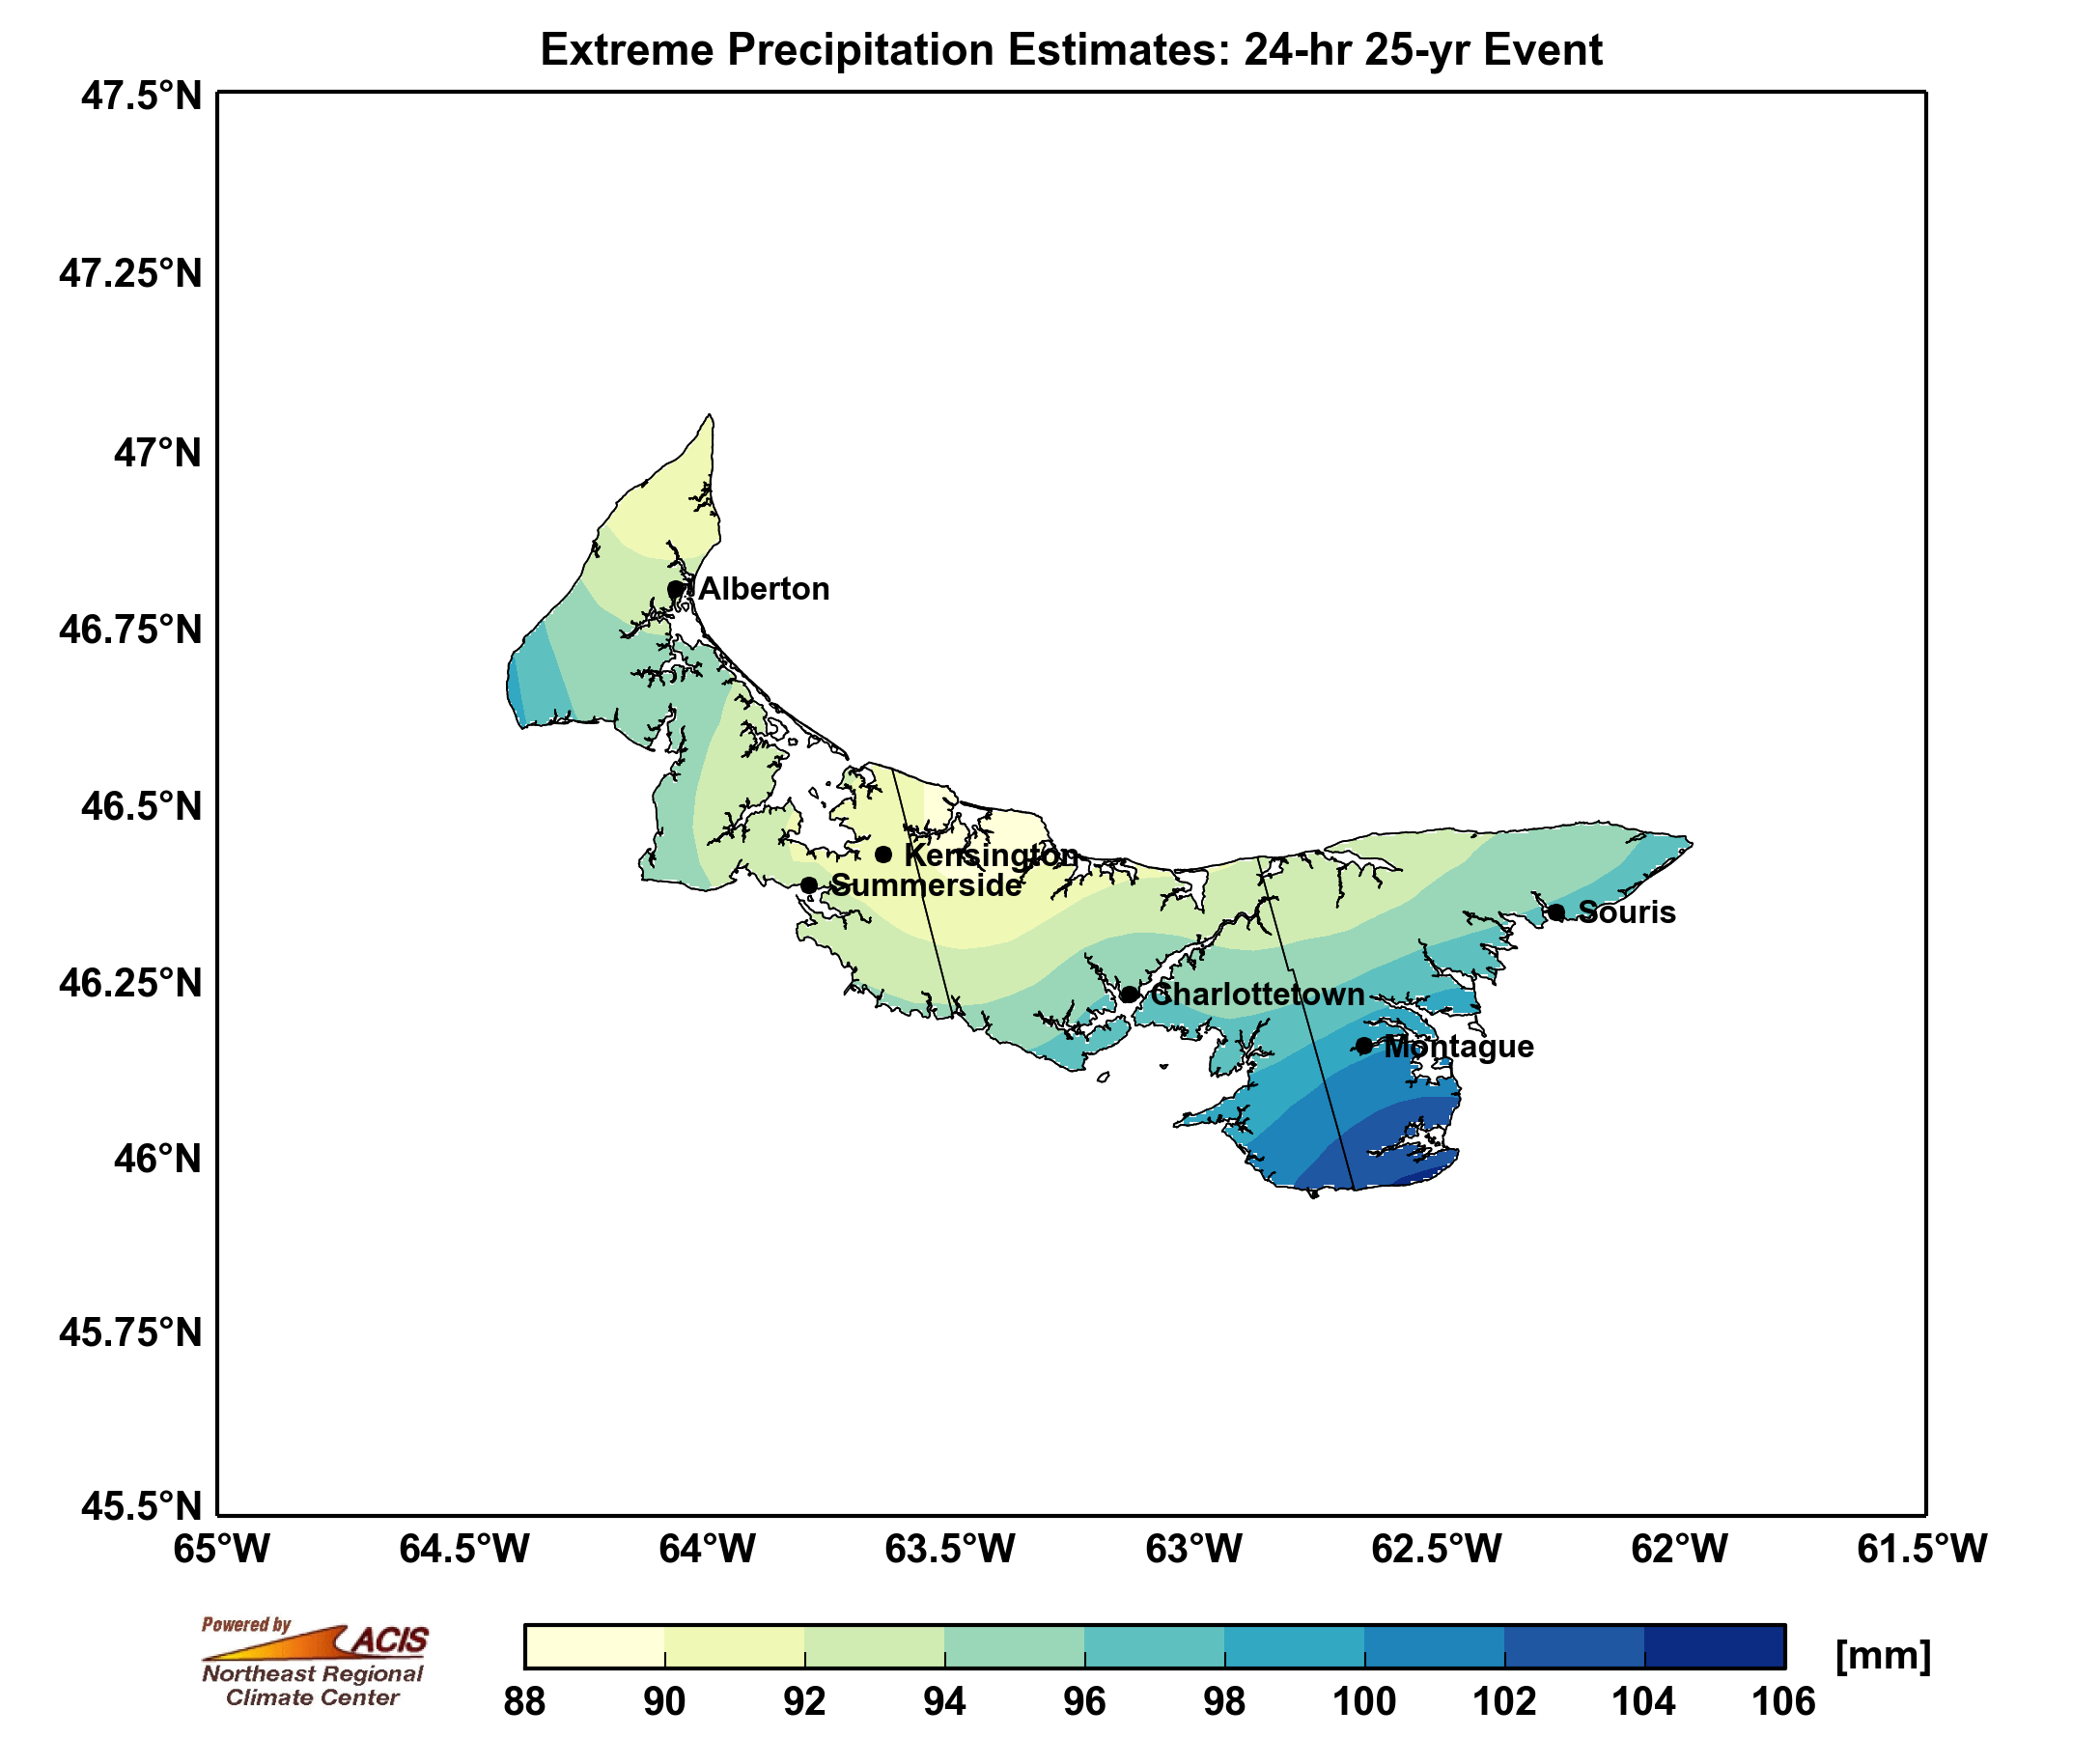 Extreme Precipitation Estimates: 24-hr 25-yr Event
47.5°N
47.25°N
47°N
46.75°N
46.5°N
46.25°N
46°N
45.75°N
45.5°N
Alberton
Kensington
Summerside
Souris
Charlottetown
Montague
65°W 64.5°W 64°W 63.5°W 63°W 62.5°W 62°W 61.5°W
Powered by
ACIS
Northeast Regional
Climate Center
[mm]
88 90 92 94 96 98 100 102 104 106